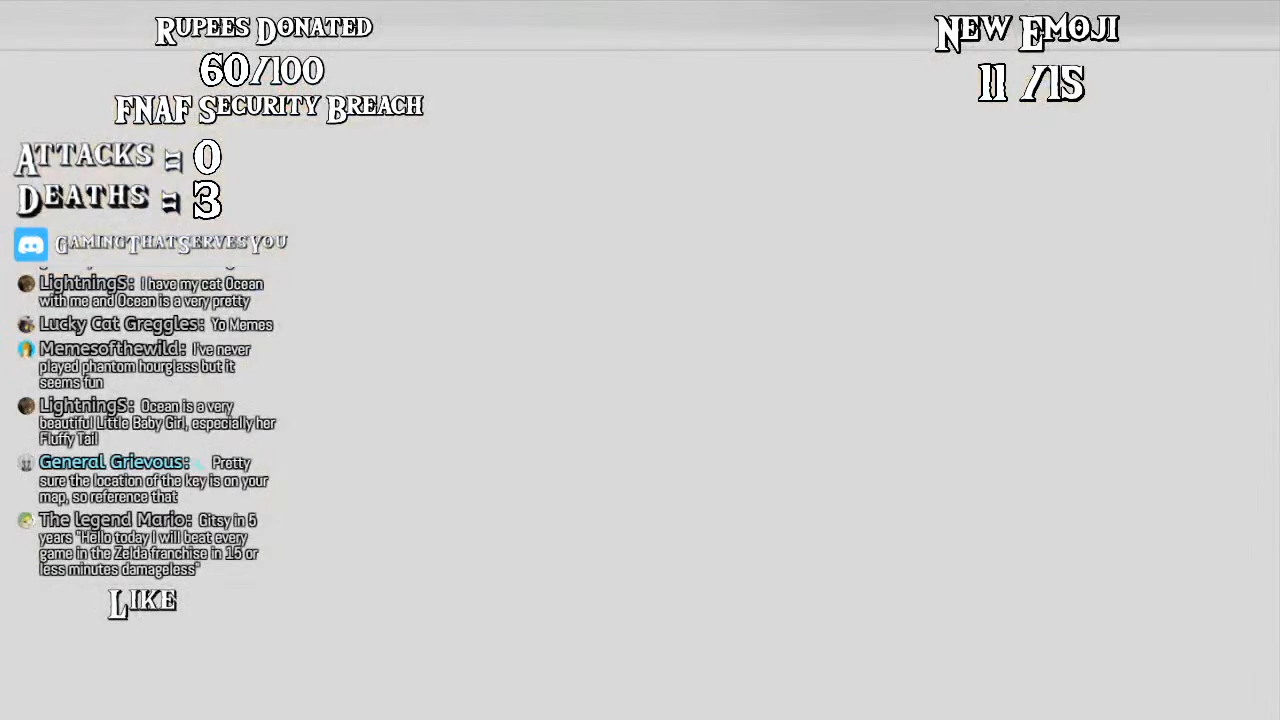 Rupees Donated
60/100
FNAF Security Breach
New Emoji
11 /15
Attacks = 0
Deaths = 3
GamingThatServesYou
LightningS: I have my cat Ocean
with me and Ocean is a very pretty
Lucky Cat Greggles: Yo Memes
Memesofthewild: I've never
played phantom hourglass but it
seems fun
LightningS: Ocean is a very
beautiful Little Baby Girl, especially her
Fluffy Tail
General Grievous: Pretty
sure the location of the key is on your
map, so reference that
The legend Mario: Gitsy in 5
years "Hello today I will beat every
game in the Zelda franchise in 15 or
less minutes damageless"
Like